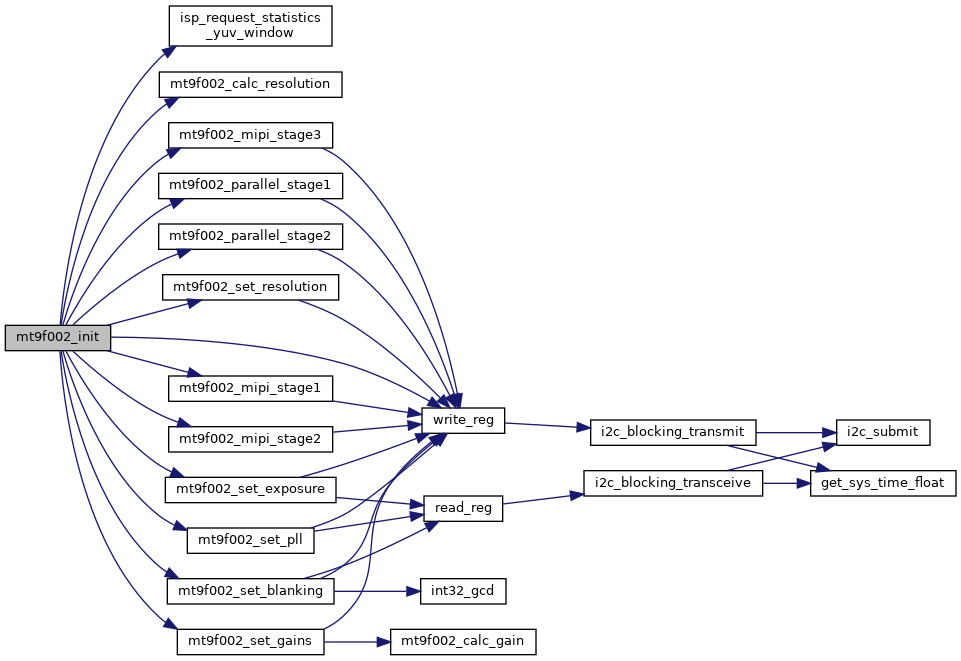 isp_request_statistics
_yuv_window
mt9f002_calc_resolution
mt9f002_mipi_stage3
mt9f002_parallel_stage1
mt9f002_parallel_stage2
mt9f002_set_resolution
mt9f002_init
mt9f002_mipi_stage1
mt9f002_mipi_stage2
mt9f002_set_exposure
mt9f002_set_pll
mt9f002_set_blanking
mt9f002_set_gains
write_reg
read_reg
int32_gcd
mt9f002_calc_gain
i2c_blocking_transmit
i2c_blocking_transceive
i2c_submit
get_sys_time_float